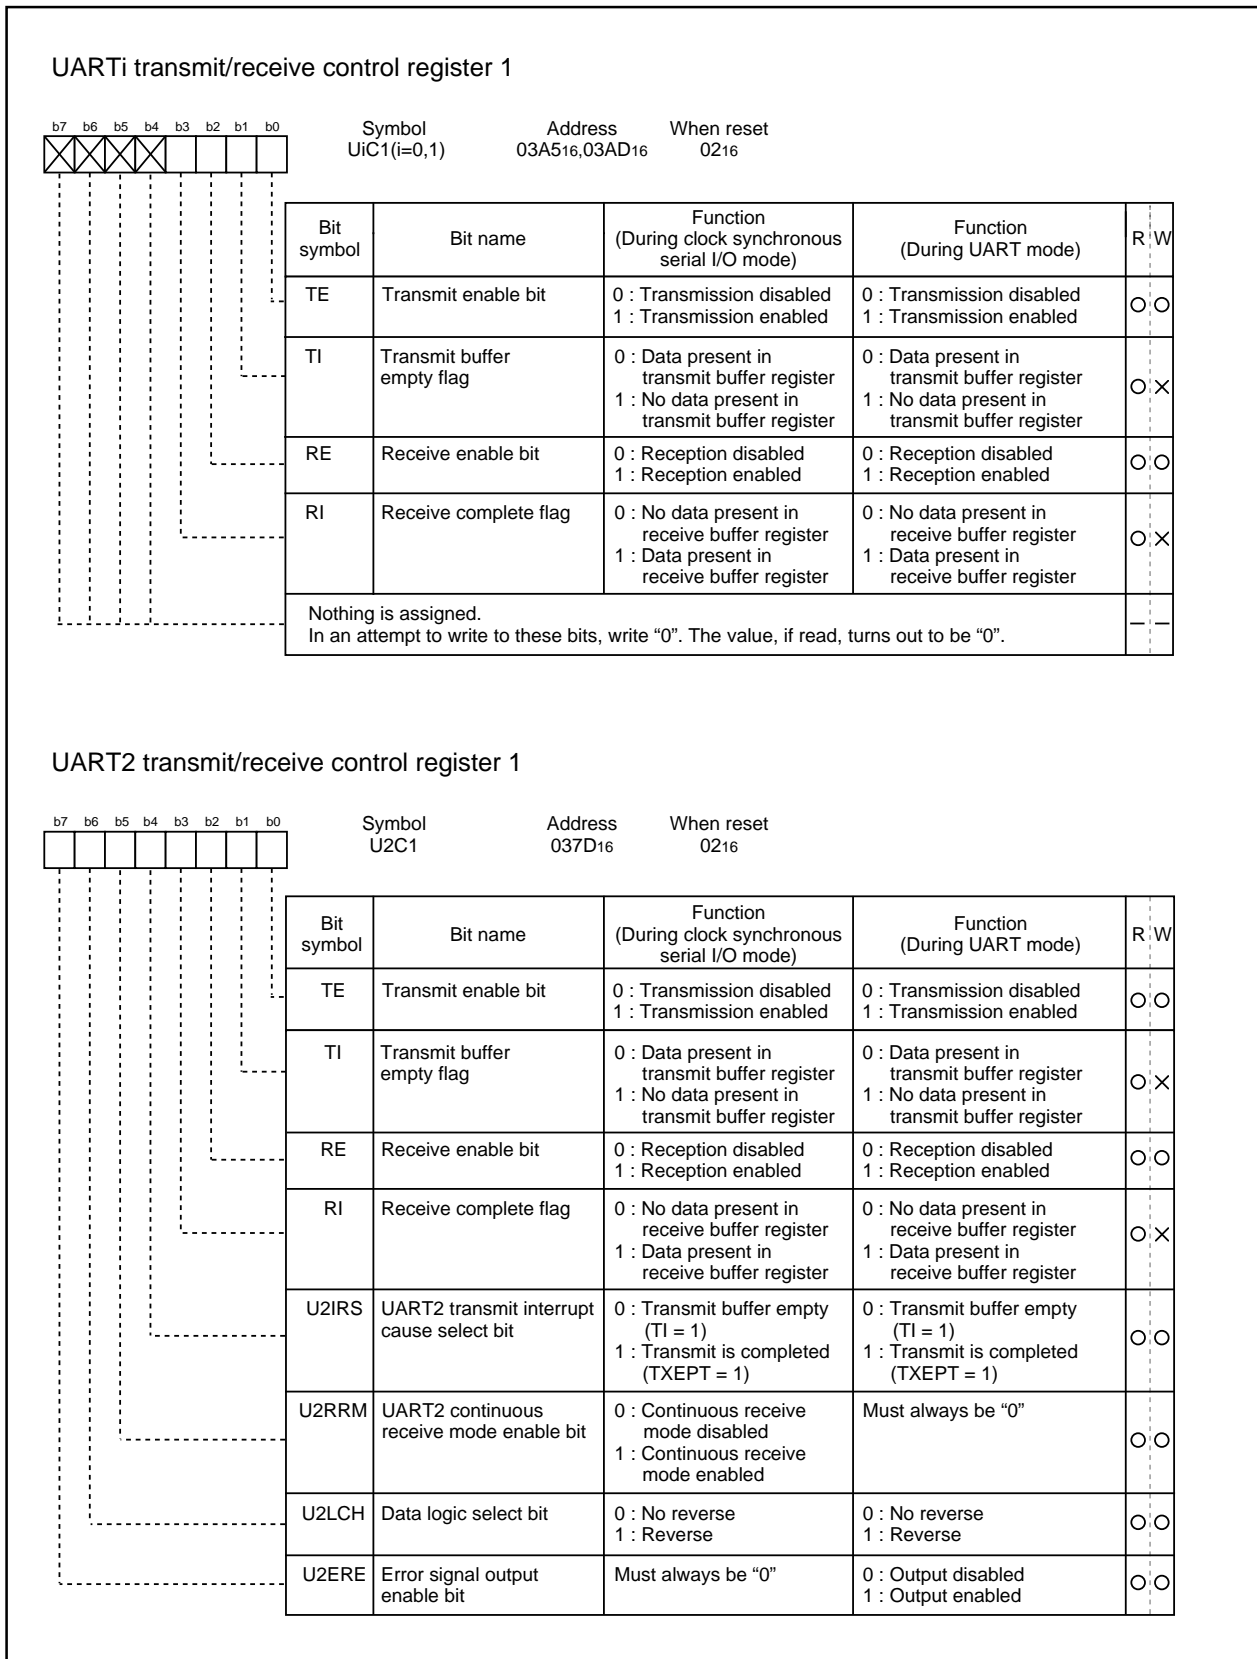 UARTi transmit/receive control register 1
b7 b6 b5 b4 b3 b2 b1 b0
Symbol Address When reset
UiC1(i=0,1) 03A516,03AD16 0216
Bit symbol Bit name Function (During clock synchronous serial I/O mode) Function (During UART mode) R W
TE Transmit enable bit 0 : Transmission disabled 0 : Transmission disabled
1 : Transmission enabled 1 : Transmission enabled
TI Transmit buffer 0 : Data present in 0 : Data present in
empty flag transmit buffer register transmit buffer register
1 : No data present in 1 : No data present in
transmit buffer register transmit buffer register
RE Receive enable bit 0 : Reception disabled 0 : Reception disabled
1 : Reception enabled 1 : Reception enabled
RI Receive complete flag 0 : No data present in 0 : No data present in
receive buffer register receive buffer register
1 : Data present in 1 : Data present in
receive buffer register receive buffer register
Nothing is assigned.
In an attempt to write to these bits, write “0”. The value, if read, turns out to be “0”.
UART2 transmit/receive control register 1
b7 b6 b5 b4 b3 b2 b1 b0
Symbol Address When reset
U2C1 037D16 0216
Bit symbol Bit name Function (During clock synchronous serial I/O mode) Function (During UART mode) R W
TE Transmit enable bit 0 : Transmission disabled 0 : Transmission disabled
1 : Transmission enabled 1 : Transmission enabled
TI Transmit buffer 0 : Data present in 0 : Data present in
empty flag transmit buffer register transmit buffer register
1 : No data present in 1 : No data present in
transmit buffer register transmit buffer register
RE Receive enable bit 0 : Reception disabled 0 : Reception disabled
1 : Reception enabled 1 : Reception enabled
RI Receive complete flag 0 : No data present in 0 : No data present in
receive buffer register receive buffer register
1 : Data present in 1 : Data present in
receive buffer register receive buffer register
U2IRS UART2 transmit interrupt 0 : Transmit buffer empty 0 : Transmit buffer empty
cause select bit (TI = 1) (TI = 1)
1 : Transmit is completed 1 : Transmit is completed
(TXEPT = 1) (TXEPT = 1)
U2RRM UART2 continuous 0 : Continuous receive Must always be “0”
receive mode enable bit mode disabled
1 : Continuous receive
mode enabled
U2LCH Data logic select bit 0 : No reverse 0 : No reverse
1 : Reverse 1 : Reverse
U2ERE Error signal output Must always be “0” 0 : Output disabled
enable bit 1 : Output enabled